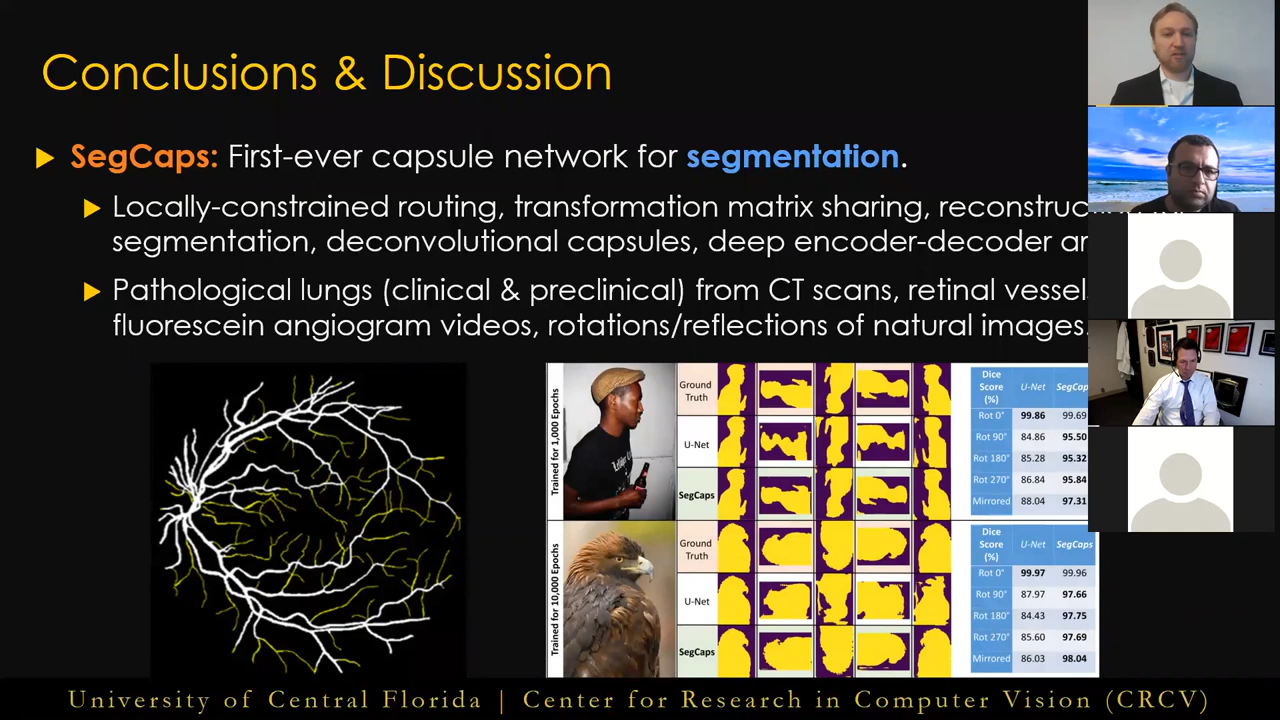 Conclusions & Discussion
SegCaps: First-ever capsule network for segmentation.
Locally-constrained routing, transformation matrix sharing,
segmentation, deconvolutional capsules, deep encoder-decoder
Pathological lungs (clinical & preclinical) from CT scans, retinal
fluorescein angiogram videos, rotations/reflections of natural images.
Trained for 1,000 Epochs
Ground Truth
U-Net
SegCaps
Dice Score (%) U-Net
Rot 0° 99.86 99.69
Rot 90° 84.86 95.50
Rot 180° 85.28 95.32
Rot 270° 86.84 95.84
Mirrored 88.04 97.31
Trained for 10,000 Epochs
Ground Truth
U-Net
SegCaps
Dice Score (%) U-Net SegCaps
Rot 0° 99.97 99.96
Rot 90° 87.97 97.66
Rot 180° 84.43 97.75
Rot 270° 85.60 97.69
Mirrored 86.03 98.04
University of Central Florida | Center for Research in Computer Vision (CRCV)